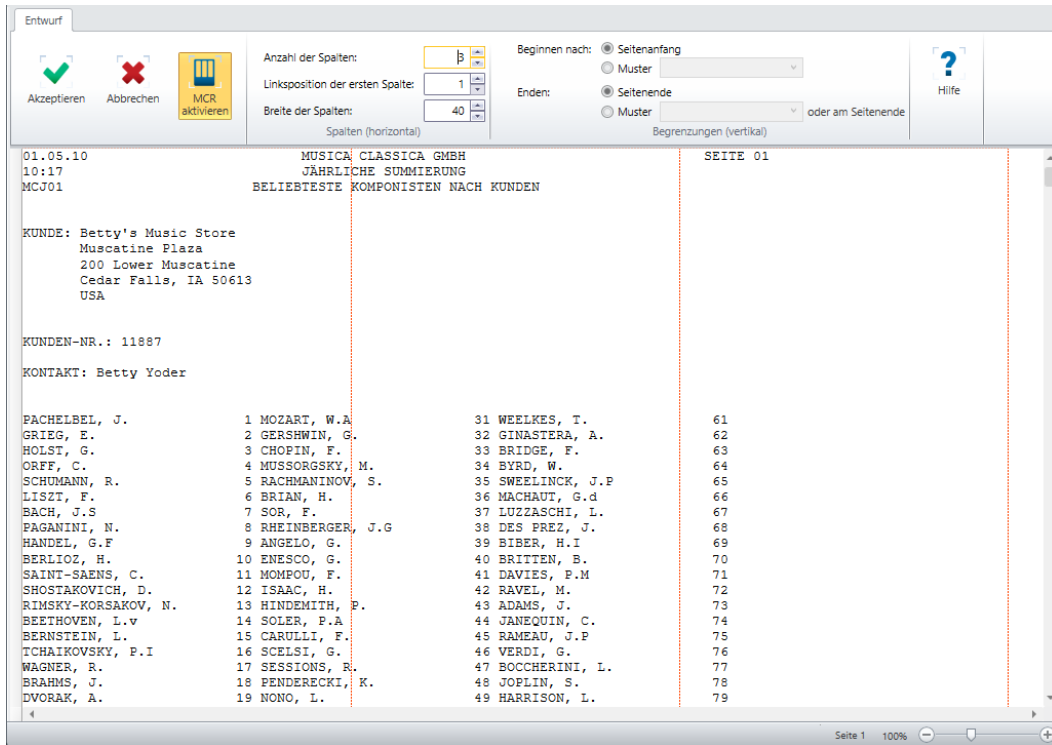 Entwurf
Akzeptieren
Abbrechen
MCR aktivieren
Anzahl der Spalten: 3
Linksposition der ersten Spalte: 1
Breite der Spalten: 40
Spalten (horizontal)
Beginnen nach: Seitenanfang
Muster
Enden: Seitenende
Muster oder am Seitenende
Begrenzungen (vertikal)
?
Hilfe
01.05.10 MUSICA CLASSICA GMBH SEITE 01
10:17 JÄHRLICHE SUMMIERUNG
MCJ01 BELIEBTESTE KOMPONISTEN NACH KUNDEN
KUNDE: Betty's Music Store
Muscatine Plaza
200 Lower Muscatine
Cedar Falls, IA 50613
USA
KUNDEN-NR.: 11887
KONTAKT: Betty Yoder
PACHELBEL, J. 1 MOZART, W.A 31 WEELKES, T. 61
GRIEG, E. 2 GERSHWIN, G. 32 GINASTERA, A. 62
HOLST, G. 3 CHOPIN, F. 33 BRIDGE, F. 63
ORFF, C. 4 MUSSORGSKY, M. 34 BYRD, W. 64
SCHUMANN, R. 5 RACHMANINOV, S. 35 SWEELINCK, J.P 65
LISZT, F. 6 BRIAN, H. 36 MACHAUT, G.d 66
BACH, J.S 7 SOR, F. 37 LUZZASCHI, L. 67
PAGANINI, N. 8 RHEINBERGER, J.G 38 DES PREZ, J. 68
HANDEL, G.F 9 ANGELO, G. 39 BIBER, H.I 69
BERLIOZ, H. 10 ENESCO, G. 40 BRITTEN, B. 70
SAINT-SAENS, C. 11 MOMPOU, F. 41 DAVIES, P.M 71
SHOSTAKOVICH, D. 12 ISAAC, H. 42 RAVEL, M. 72
RIMSKY-KORSAKOV, N. 13 HINDEMITH, P. 43 ADAMS, J. 73
BEETHOVEN, L.v 14 SOLER, P.A 44 JANEQUIN, C. 74
BERNSTEIN, L. 15 CARULLI, F. 45 RAMEAU, J.P 75
TCHAIKOVSKY, P.I 16 SCELSI, G. 46 VERDI, G. 76
WAGNER, R. 17 SESSIONS, R. 47 BOCCHERINI, L. 77
BRAHMS, J. 18 PENDERECKI, K. 48 JOPLIN, S. 78
DVORAK, A. 19 NONO, L. 49 HARRISON, L. 79
Seite 1 100%